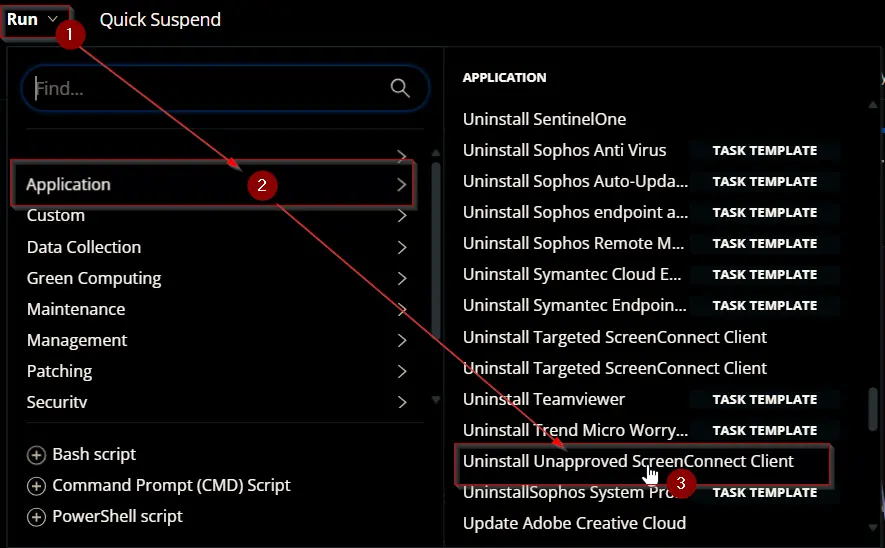 Run
1
Quick Suspend
Find...
2
Application
Custom
Data Collection
Green Computing
Maintenance
Management
Patching
Security
Bash script
Command Prompt (CMD) Script
PowerShell script
APPLICATION
Uninstall SentinelOne
Uninstall Sophos Anti Virus TASK TEMPLATE
Uninstall Sophos Auto-Upda... TASK TEMPLATE
Uninstall Sophos endpoint a... TASK TEMPLATE
Uninstall Sophos Remote M... TASK TEMPLATE
Uninstall Symantec Cloud E... TASK TEMPLATE
Uninstall Symantec Endpoin... TASK TEMPLATE
Uninstall Targeted ScreenConnect Client
Uninstall Targeted ScreenConnect Client
Uninstall Teamviewer TASK TEMPLATE
Uninstall Trend Micro Worry... TASK TEMPLATE
Uninstall Unapproved ScreenConnect Client
3
UninstallSophos System Pro... TASK TEMPLATE
Update Adobe Creative Cloud